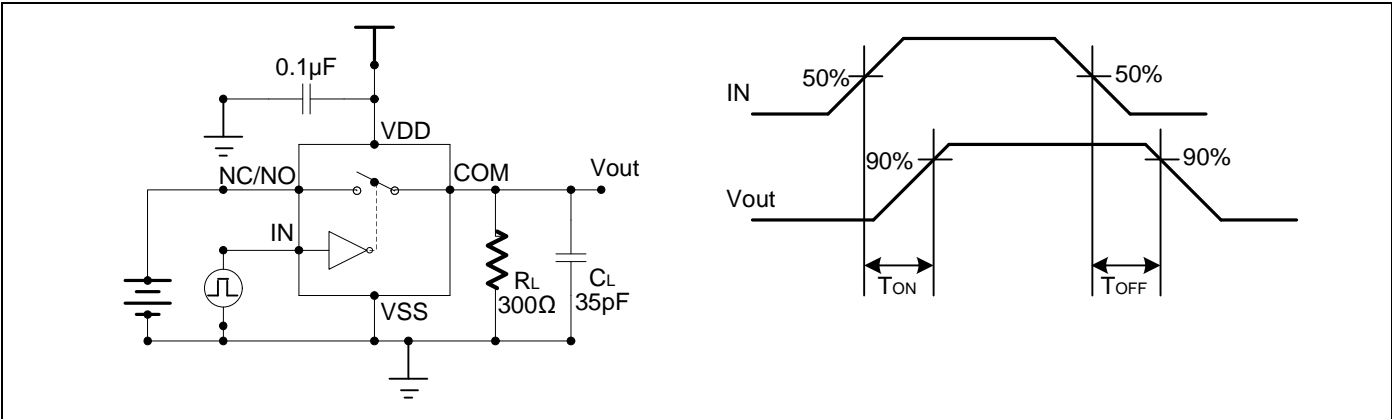 0.1µF
VDD
NC/NO
COM
Vout
IN
RL
300Ω
CL
35pF
VSS
IN
50%
50%
90%
90%
Vout
TON
TOFF